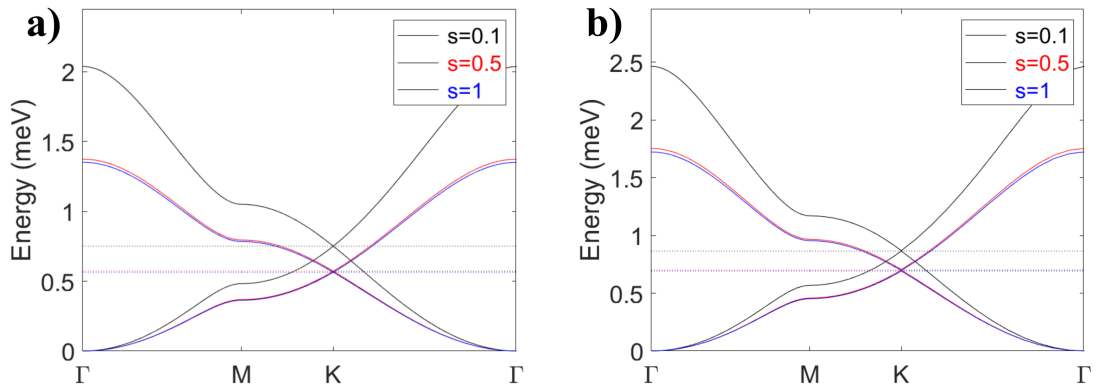 a)
s=0.1
s=0.5
s=1
Energy (meV)
2
1.5
1
0.5
0
Γ
M
K
Γ
b)
s=0.1
s=0.5
s=1
Energy (meV)
2.5
2
1.5
1
0.5
0
Γ
M
K
Γ